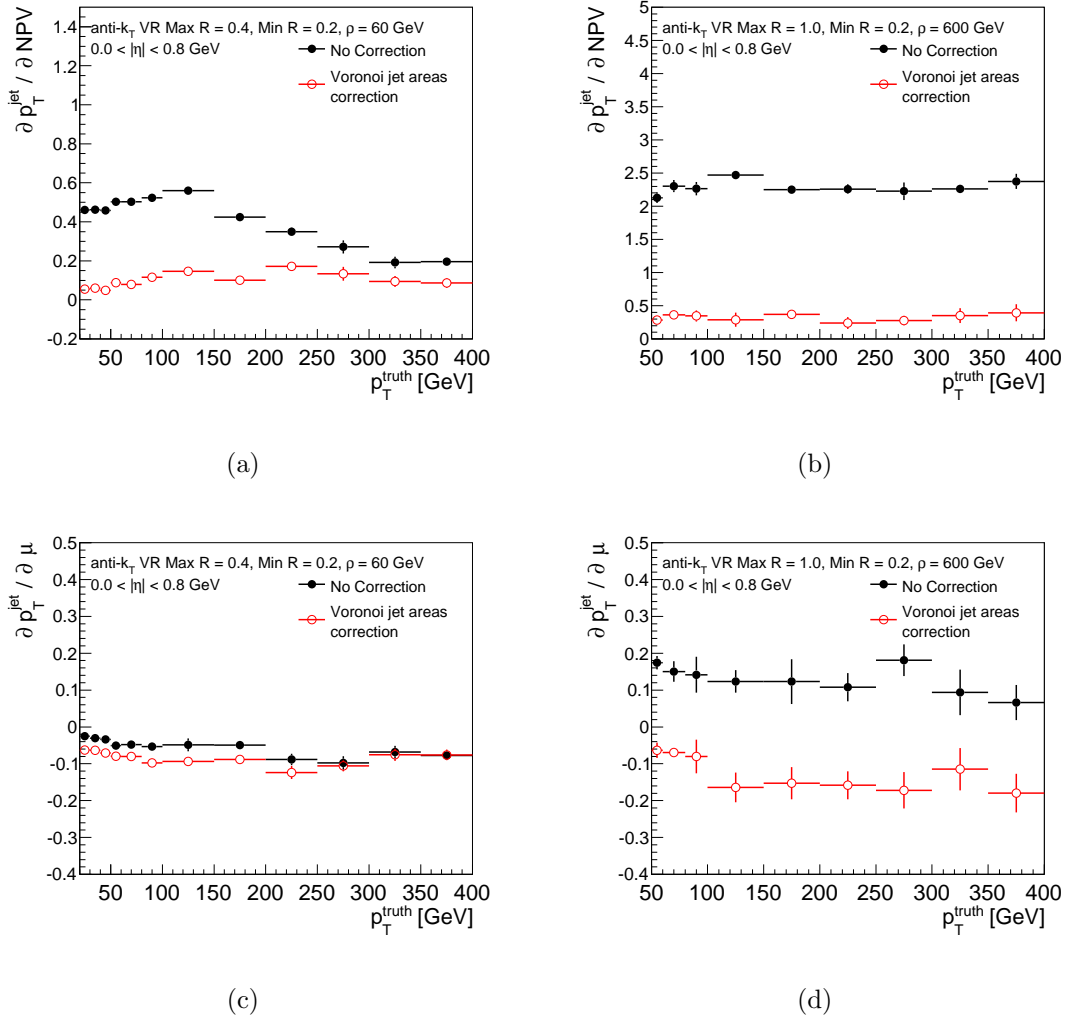 anti-k_T VR Max R = 0.4, Min R = 0.2, ρ = 60 GeV
0.0 < |η| < 0.8 GeV
No Correction
Voronoi jet areas
correction
∂ p_T^jet / ∂ NPV
1.4
1.2
1
0.8
0.6
0.4
0.2
0
-0.2
50 100 150 200 250 300 350 400
p_T^truth [GeV]
(a)
anti-k_T VR Max R = 1.0, Min R = 0.2, ρ = 600 GeV
0.0 < |η| < 0.8 GeV
No Correction
Voronoi jet areas
correction
∂ p_T^jet / ∂ NPV
5
4.5
4
3.5
3
2.5
2
1.5
1
0.5
0
50 100 150 200 250 300 350 400
p_T^truth [GeV]
(b)
anti-k_T VR Max R = 0.4, Min R = 0.2, ρ = 60 GeV
0.0 < |η| < 0.8 GeV
No Correction
Voronoi jet areas
correction
∂ p_T^jet / ∂ μ
0.5
0.4
0.3
0.2
0.1
0
-0.1
-0.2
-0.3
-0.4
50 100 150 200 250 300 350 400
p_T^truth [GeV]
(c)
anti-k_T VR Max R = 1.0, Min R = 0.2, ρ = 600 GeV
0.0 < |η| < 0.8 GeV
No Correction
Voronoi jet areas
correction
∂ p_T^jet / ∂ μ
0.5
0.4
0.3
0.2
0.1
0
-0.1
-0.2
-0.3
-0.4
50 100 150 200 250 300 350 400
p_T^truth [GeV]
(d)